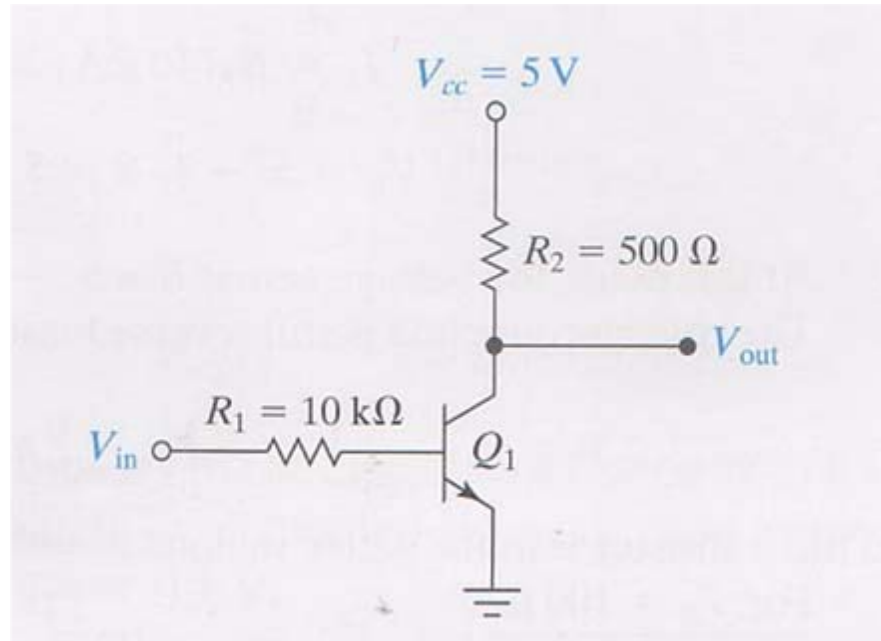 V_cc = 5 V
R_2 = 500 Ω
V_out
R_1 = 10 kΩ
V_in
Q_1